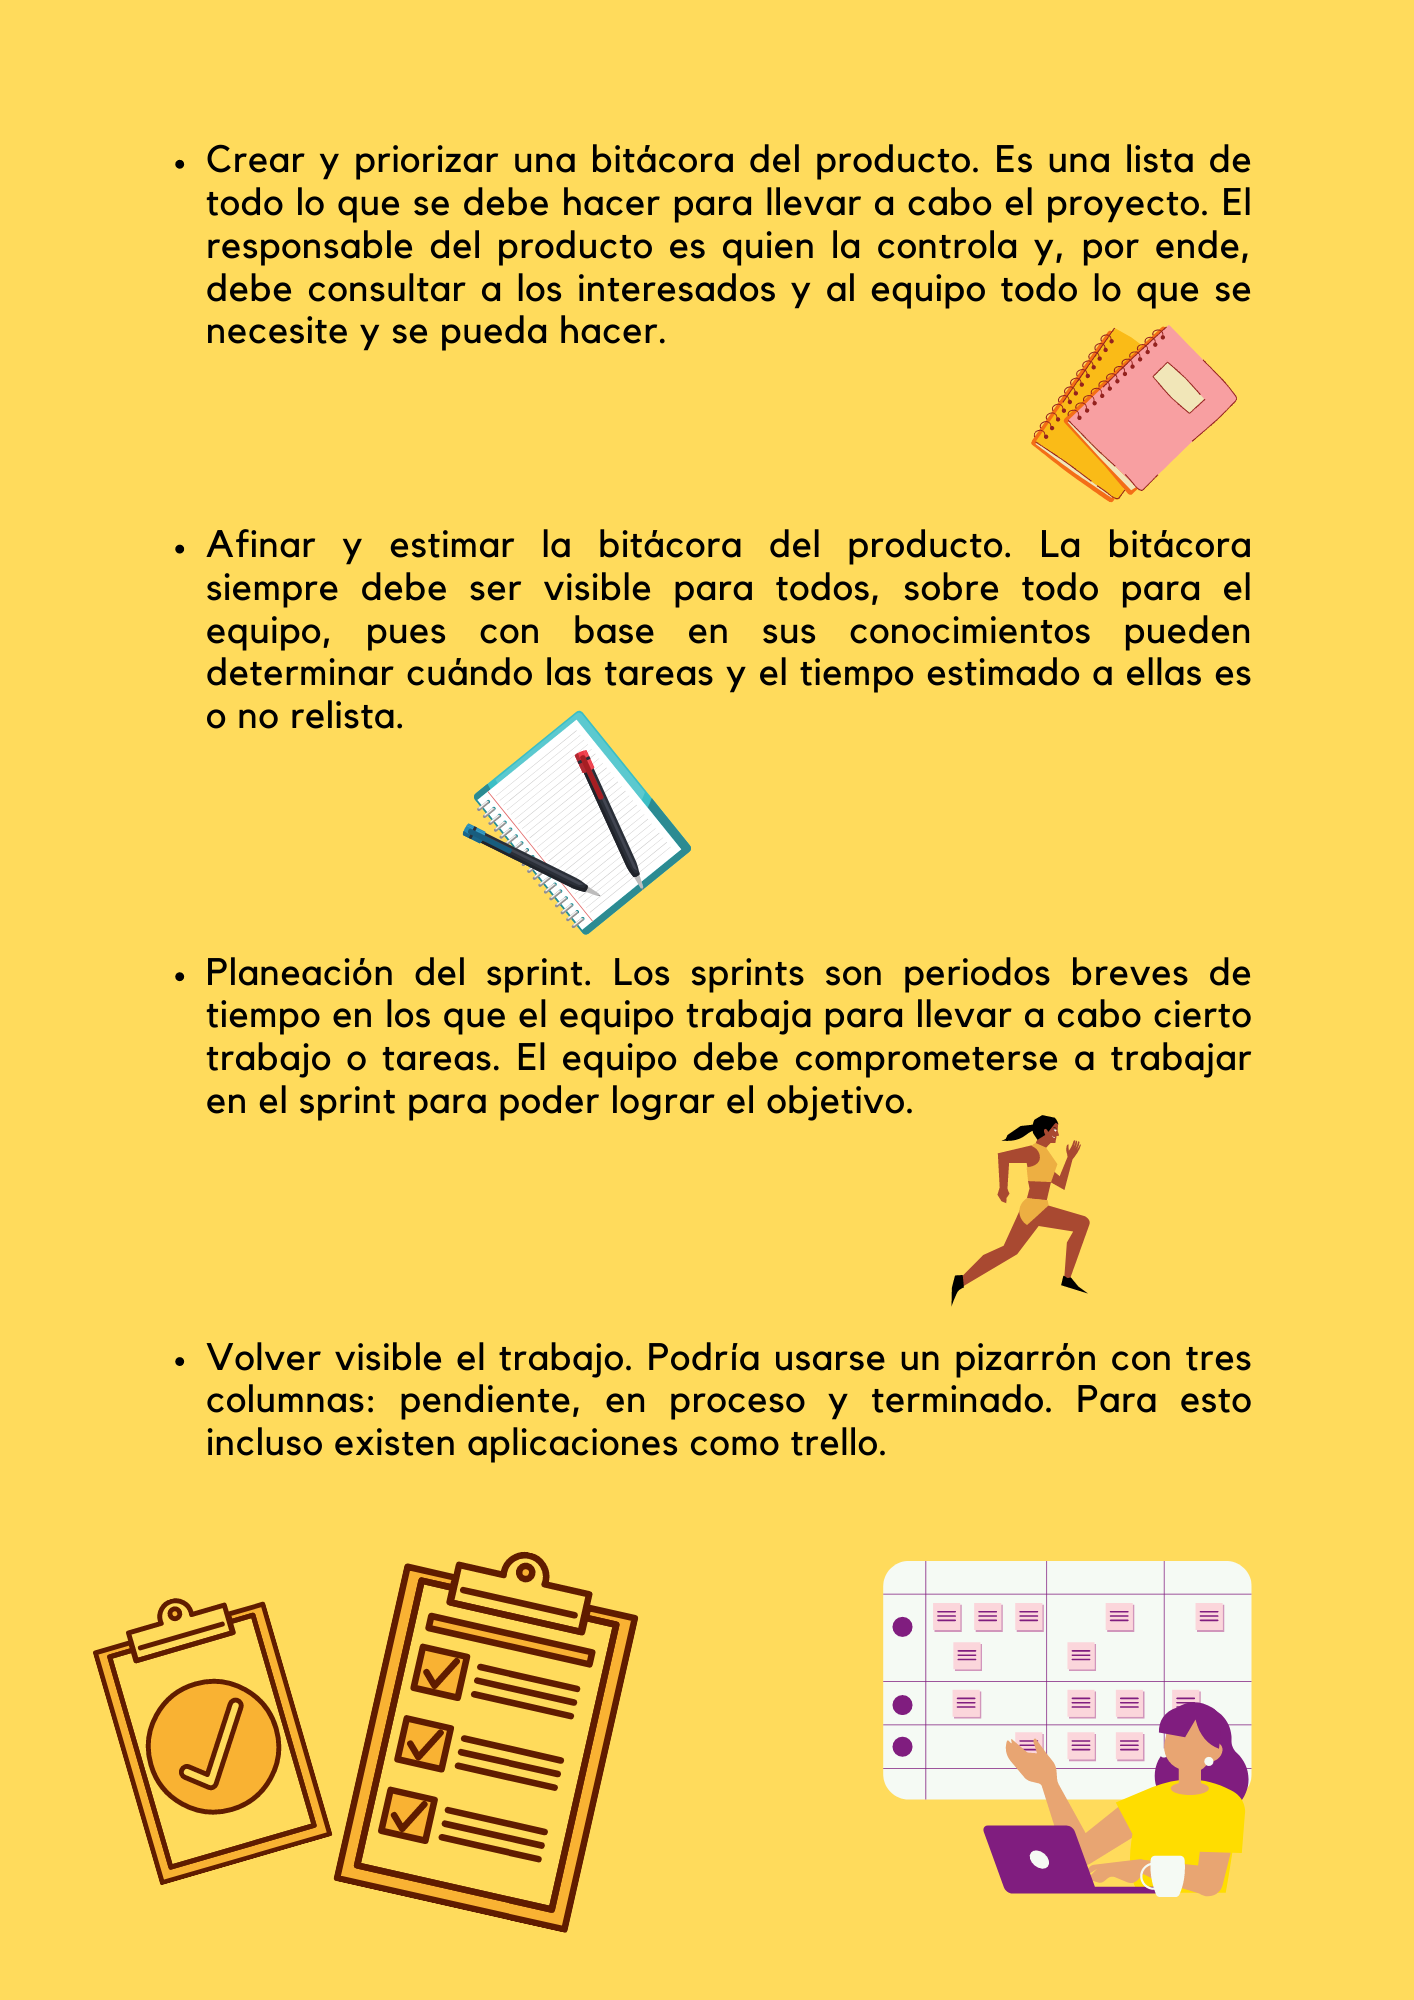 • Crear y priorizar una bitácora del producto. Es una lista de
todo lo que se debe hacer para llevar a cabo el proyecto. El
responsable del producto es quien la controla y, por ende,
debe consultar a los interesados y al equipo todo lo que se
necesite y se pueda hacer.
• Afinar y estimar la bitácora del producto. La bitácora
siempre debe ser visible para todos, sobre todo para el
equipo, pues con base en sus conocimientos pueden
determinar cuándo las tareas y el tiempo estimado a ellas es
o no relista.
• Planeación del sprint. Los sprints son periodos breves de
tiempo en los que el equipo trabaja para llevar a cabo cierto
trabajo o tareas. El equipo debe comprometerse a trabajar
en el sprint para poder lograr el objetivo.
• Volver visible el trabajo. Podría usarse un pizarrón con tres
columnas: pendiente, en proceso y terminado. Para esto
incluso existen aplicaciones como trello.